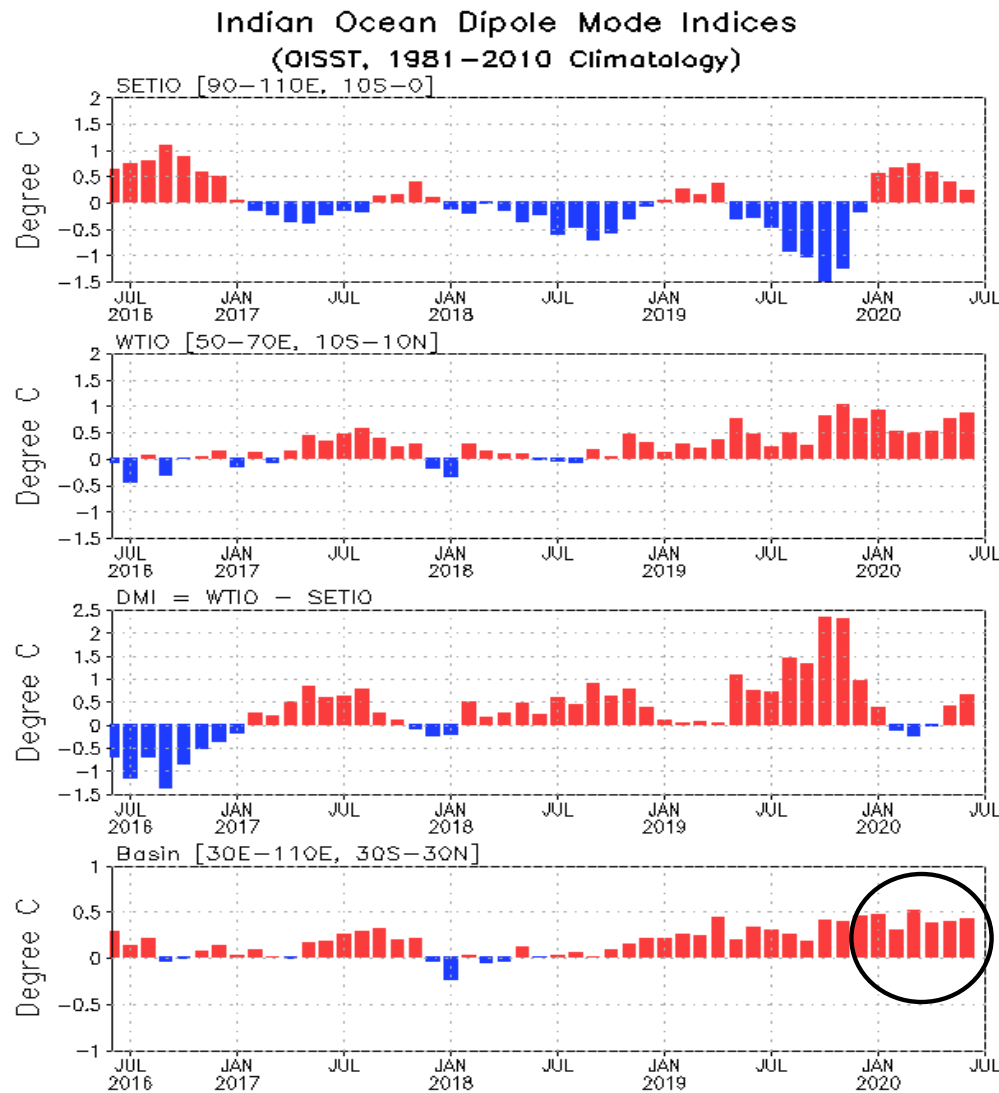 Indian Ocean Dipole Mode Indices
(OISST, 1981–2010 Climatology)
SETIO [90–110E, 10S–0]
Degree C
2
1.5
1
0.5
0
−0.5
−1
−1.5
JUL JAN JUL JAN JUL JAN JUL JAN JUL
2016 2017 2018 2019 2020
WTIO [50–70E, 10S–10N]
Degree C
2
1.5
1
0.5
0
−0.5
−1
−1.5
JUL JAN JUL JAN JUL JAN JUL JAN JUL
2016 2017 2018 2019 2020
DMI = WTIO − SETIO
Degree C
2.5
2
1.5
1
0.5
0
−0.5
−1
−1.5
JUL JAN JUL JAN JUL JAN JUL JAN JUL
2016 2017 2018 2019 2020
Basin [30E–110E, 30S–30N]
Degree C
1
0.5
0
−0.5
−1
JUL JAN JUL JAN JUL JAN JUL JAN JUL
2016 2017 2018 2019 2020